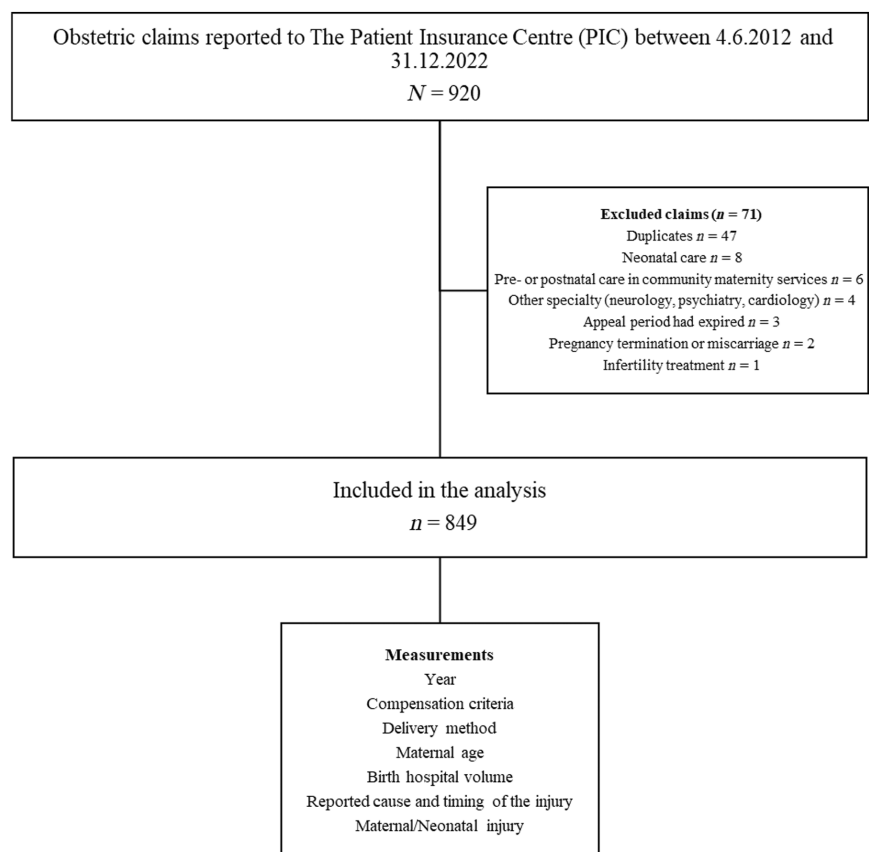 Obstetric claims reported to The Patient Insurance Centre (PIC) between 4.6.2012 and
31.12.2022
N = 920
Excluded claims (n = 71)
Duplicates n = 47
Neonatal care n = 8
Pre- or postnatal care in community maternity services n = 6
Other specialty (neurology, psychiatry, cardiology) n = 4
Appeal period had expired n = 3
Pregnancy termination or miscarriage n = 2
Infertility treatment n = 1
Included in the analysis
n = 849
Measurements
Year
Compensation criteria
Delivery method
Maternal age
Birth hospital volume
Reported cause and timing of the injury
Maternal/Neonatal injury